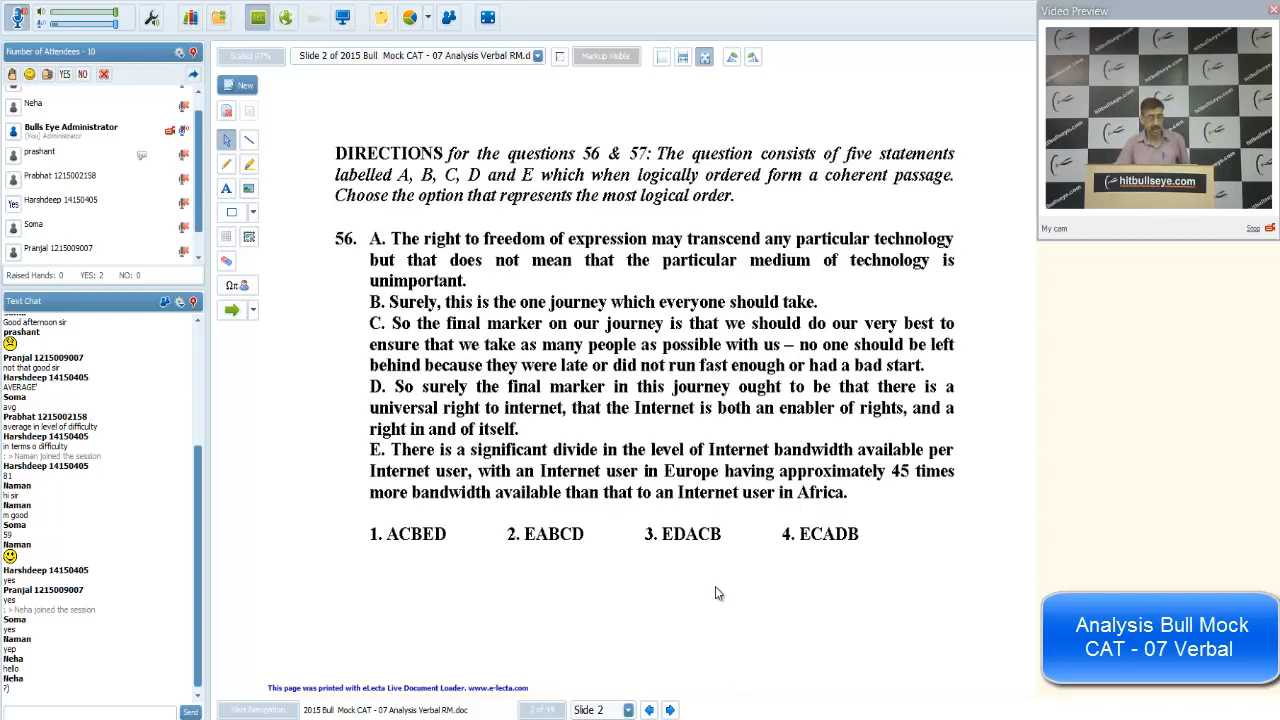 Video Preview
Number of Attendees - 10
Scaled 97%
Slide 2 of 2015 Bull Mock CAT - 07 Analysis Verbal RM.d
Markup Visible
YES
NO
New
Neha
Bulls Eye Administrator
(You) Administrator
prashant
Prabhat 1215002158
Yes
Harshdeep 14150405
Soma
Pranjal 1215009007
Raised Hands: 0 YES: 2 NO: 0
Text Chat
Soma
Good afternoon sir
prashant
Pranjal 1215009007
not that good sir
Harshdeep 14150405
AVERAGE'
Soma
avg
Prabhat 1215002158
average in level of difficulty
Harshdeep 14150405
in terms o difficulty
: > Naman joined the session
Harshdeep 14150405
81
Naman
hi sir
Naman
m good
Soma
59
Naman
Harshdeep 14150405
yes
Pranjal 1215009007
yes
: > Neha joined the session
Soma
yes
Naman
yep
Neha
hello
Neha
?)
Send
ABC
A
Ωπ
DIRECTIONS for the questions 56 & 57: The question consists of five statements
labelled A, B, C, D and E which when logically ordered form a coherent passage.
Choose the option that represents the most logical order.
56. A. The right to freedom of expression may transcend any particular technology
but that does not mean that the particular medium of technology is
unimportant.
B. Surely, this is the one journey which everyone should take.
C. So the final marker on our journey is that we should do our very best to
ensure that we take as many people as possible with us – no one should be left
behind because they were late or did not run fast enough or had a bad start.
D. So surely the final marker in this journey ought to be that there is a
universal right to internet, that the Internet is both an enabler of rights, and a
right in and of itself.
E. There is a significant divide in the level of Internet bandwidth available per
Internet user, with an Internet user in Europe having approximately 45 times
more bandwidth available than that to an Internet user in Africa.
1. ACBED 2. EABCD 3. EDACB 4. ECADB
This page was printed with eLecta Live Document Loader. www.e-lecta.com
Slide Navigation
2015 Bull Mock CAT - 07 Analysis Verbal RM.doc
2 of 19
Slide 2
hitbullseye.com
My cam
Stop
Analysis Bull Mock
CAT - 07 Verbal